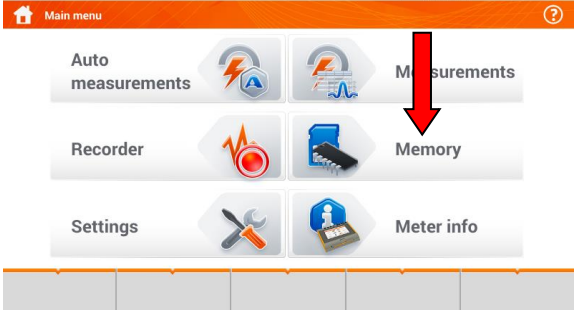 Main menu
?
Auto
measurements
A
Measurements
Recorder
Memory
Settings
Meter info